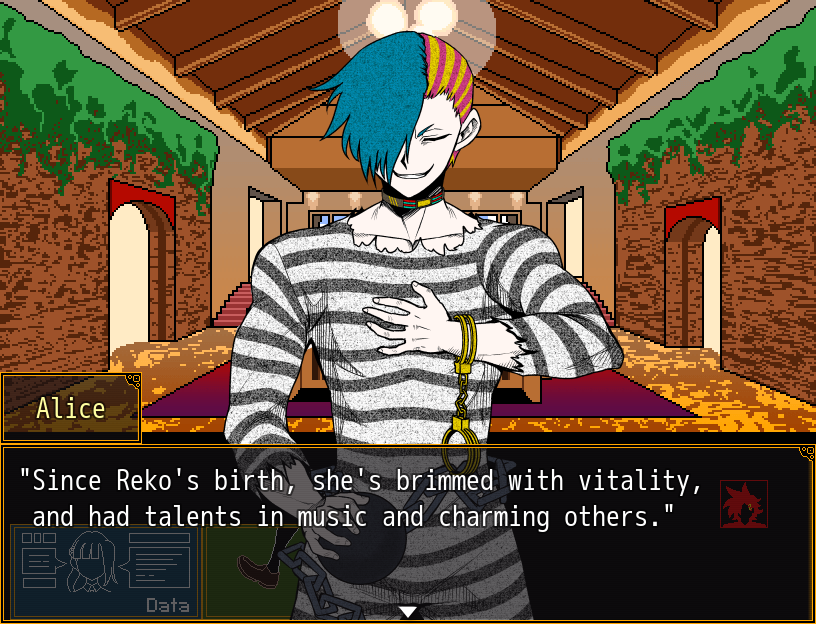 Alice
"Since Reko's birth, she's brimmed with vitality,
and had talents in music and charming others."
Data